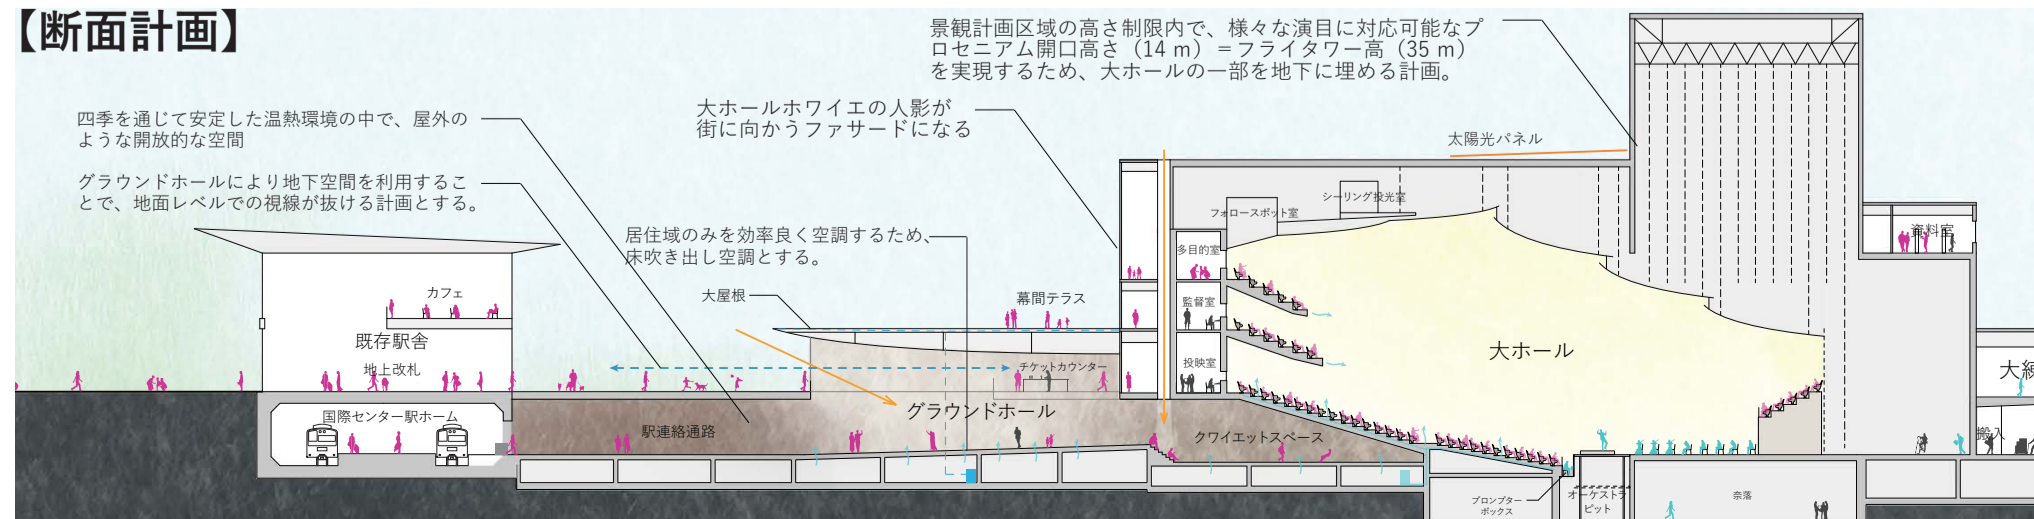 【断面計画】
景観計画区域の高さ制限内で、様々な演目に対応可能なプ
ロセニアム開口高さ（14 m）＝フライタワー高（35 m）
を実現するため、大ホールの一部を地下に埋める計画。
四季を通じて安定した温熱環境の中で、屋外の
ような開放的な空間
大ホールホワイエの人影が
街に向かうファサードになる
太陽光パネル
グラウンドホールにより地下空間を利用するこ
とで、地面レベルでの視線が抜ける計画とする。
居住域のみを効率良く空調するため、
床吹き出し空調とする。
シーリング投光室
フォロースポット室
資料室
多目的室
カフェ
大屋根
幕間テラス
監督室
既存駅舎
地上改札
チケットカウンター
投映室
大ホール
大練
国際センター駅ホーム
駅連絡通路
グラウンドホール
クワイエットスペース
搬入
プロンプター
ボックス
オーケストラ
ピット
奈落